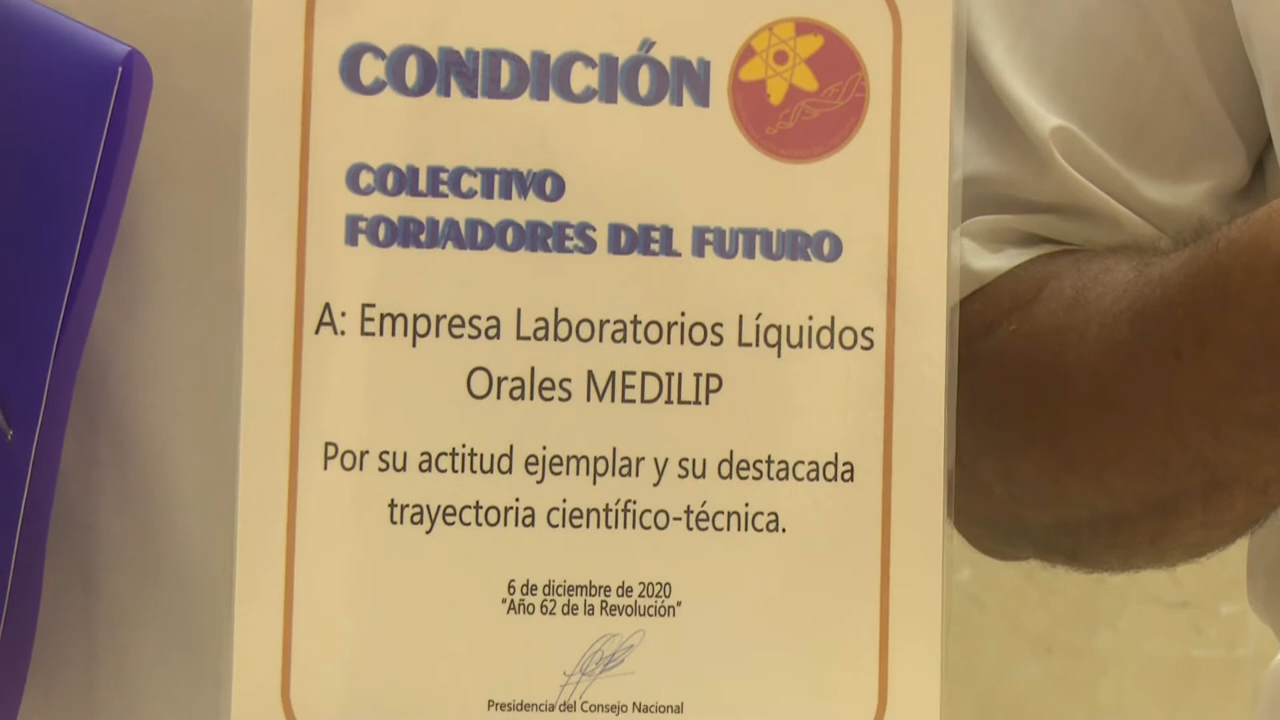 CONDICIÓN
COLECTIVO
FORJADORES DEL FUTURO
A: Empresa Laboratorios Líquidos
Orales MEDILIP
Por su actitud ejemplar y su destacada
trayectoria científico-técnica.
6 de diciembre de 2020
"Año 62 de la Revolución"
Presidencia del Consejo Nacional